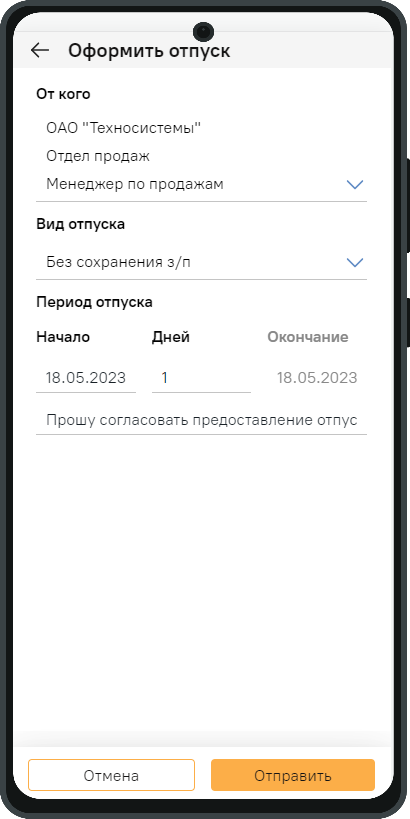 Оформить отпуск
От кого
ОАО "Техносистемы"
Отдел продаж
Менеджер по продажам
Вид отпуска
Без сохранения з/п
Период отпуска
Начало Дней Окончание
18.05.2023 1 18.05.2023
Прошу согласовать предоставление отпус
Отмена Отправить